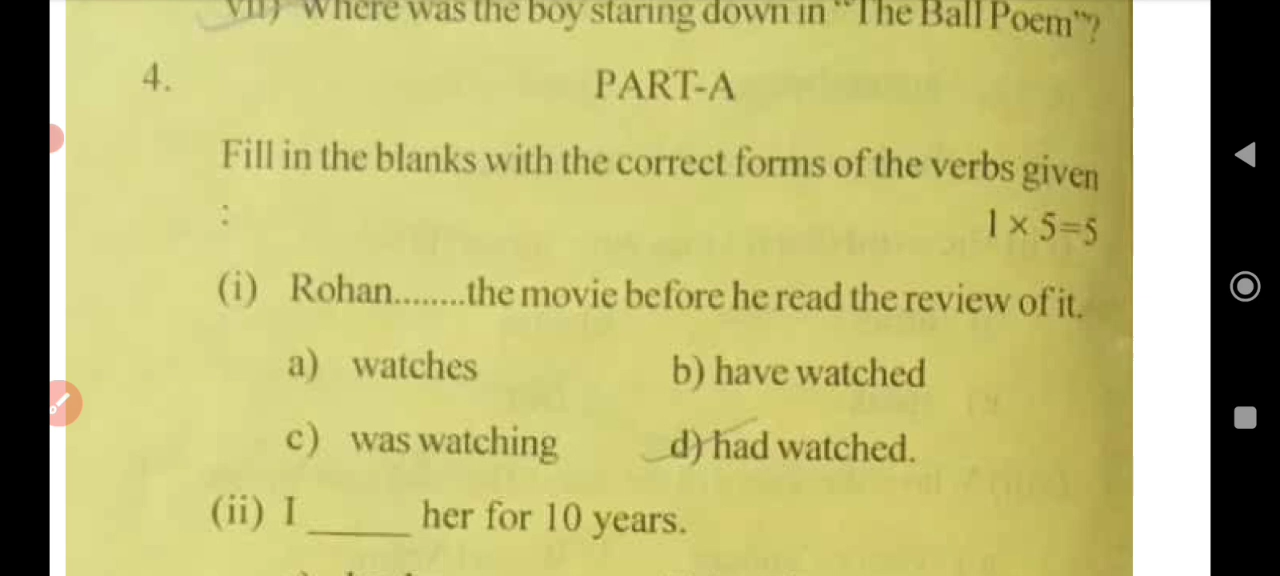 vii) Where was the boy staring down in "The Ball Poem"?
4. PART-A
Fill in the blanks with the correct forms of the verbs given
: 1 × 5=5
(i) Rohan........the movie before he read the review of it.
a) watches b) have watched
c) was watching d) had watched.
(ii) I _____ her for 10 years.